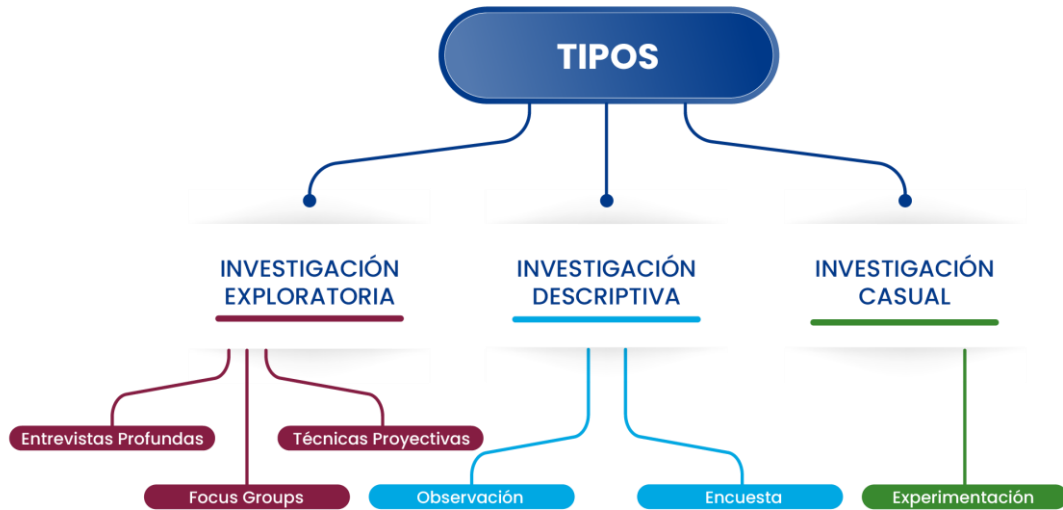 TIPOS
INVESTIGACIÓN
EXPLORATORIA
INVESTIGACIÓN
DESCRIPTIVA
INVESTIGACIÓN
CASUAL
Entrevistas Profundas
Técnicas Proyectivas
Focus Groups
Observación
Encuesta
Experimentación